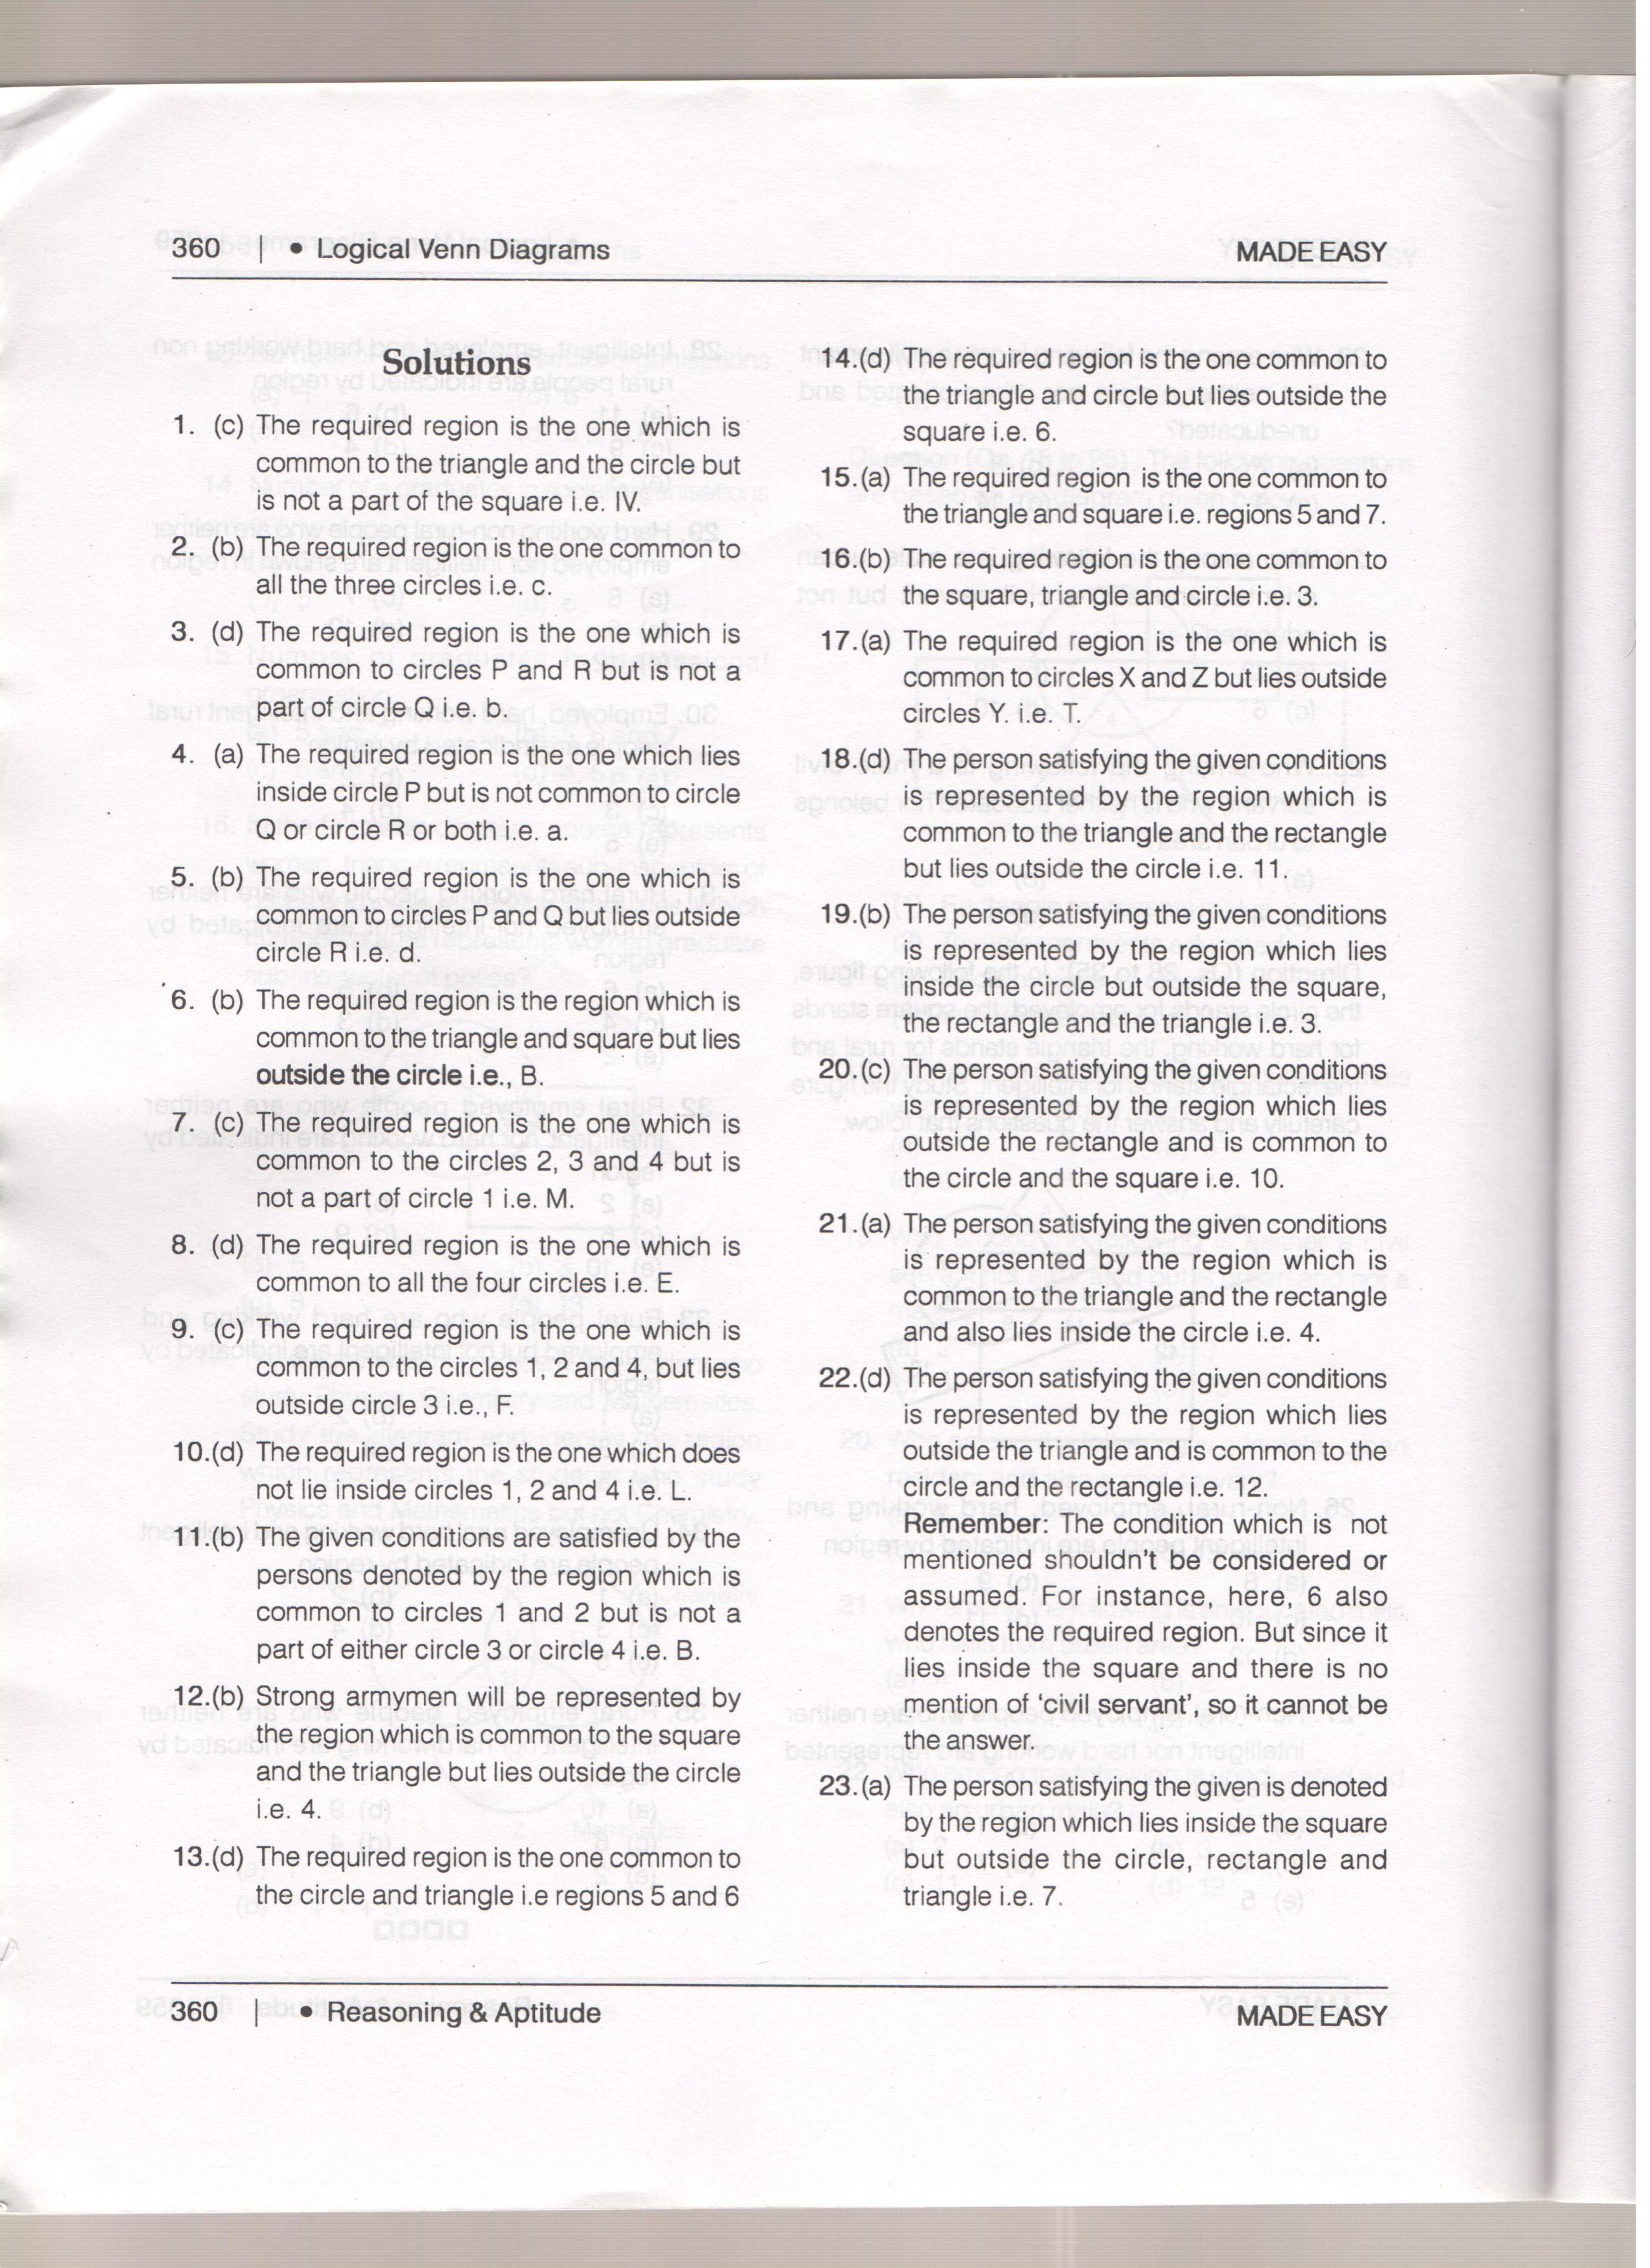 360 | • Logical Venn Diagrams MADE EASY
Solutions
1. (c) The required region is the one which is
common to the triangle and the circle but
is not a part of the square i.e. IV.
2. (b) The required region is the one common to
all the three circles i.e. c.
3. (d) The required region is the one which is
common to circles P and R but is not a
part of circle Q i.e. b.
4. (a) The required region is the one which lies
inside circle P but is not common to circle
Q or circle R or both i.e. a.
5. (b) The required region is the one which is
common to circles P and Q but lies outside
circle R i.e. d.
6. (b) The required region is the region which is
common to the triangle and square but lies
outside the circle i.e., B.
7. (c) The required region is the one which is
common to the circles 2, 3 and 4 but is
not a part of circle 1 i.e. M.
8. (d) The required region is the one which is
common to all the four circles i.e. E.
9. (c) The required region is the one which is
common to the circles 1, 2 and 4, but lies
outside circle 3 i.e., F.
10.(d) The required region is the one which does
not lie inside circles 1, 2 and 4 i.e. L.
11.(b) The given conditions are satisfied by the
persons denoted by the region which is
common to circles 1 and 2 but is not a
part of either circle 3 or circle 4 i.e. B.
12.(b) Strong armymen will be represented by
the region which is common to the square
and the triangle but lies outside the circle
i.e. 4.
13.(d) The required region is the one common to
the circle and triangle i.e regions 5 and 6
14.(d) The required region is the one common to
the triangle and circle but lies outside the
square i.e. 6.
15.(a) The required region is the one common to
the triangle and square i.e. regions 5 and 7.
16.(b) The required region is the one common to
the square, triangle and circle i.e. 3.
17.(a) The required region is the one which is
common to circles X and Z but lies outside
circles Y. i.e. T.
18.(d) The person satisfying the given conditions
is represented by the region which is
common to the triangle and the rectangle
but lies outside the circle i.e. 11.
19.(b) The person satisfying the given conditions
is represented by the region which lies
inside the circle but outside the square,
the rectangle and the triangle i.e. 3.
20.(c) The person satisfying the given conditions
is represented by the region which lies
outside the rectangle and is common to
the circle and the square i.e. 10.
21.(a) The person satisfying the given conditions
is represented by the region which is
common to the triangle and the rectangle
and also lies inside the circle i.e. 4.
22.(d) The person satisfying the given conditions
is represented by the region which lies
outside the triangle and is common to the
circle and the rectangle i.e. 12.
Remember: The condition which is not
mentioned shouldn't be considered or
assumed. For instance, here, 6 also
denotes the required region. But since it
lies inside the square and there is no
mention of 'civil servant', so it cannot be
the answer.
23.(a) The person satisfying the given is denoted
by the region which lies inside the square
but outside the circle, rectangle and
triangle i.e. 7.
360 | • Reasoning & Aptitude MADE EASY